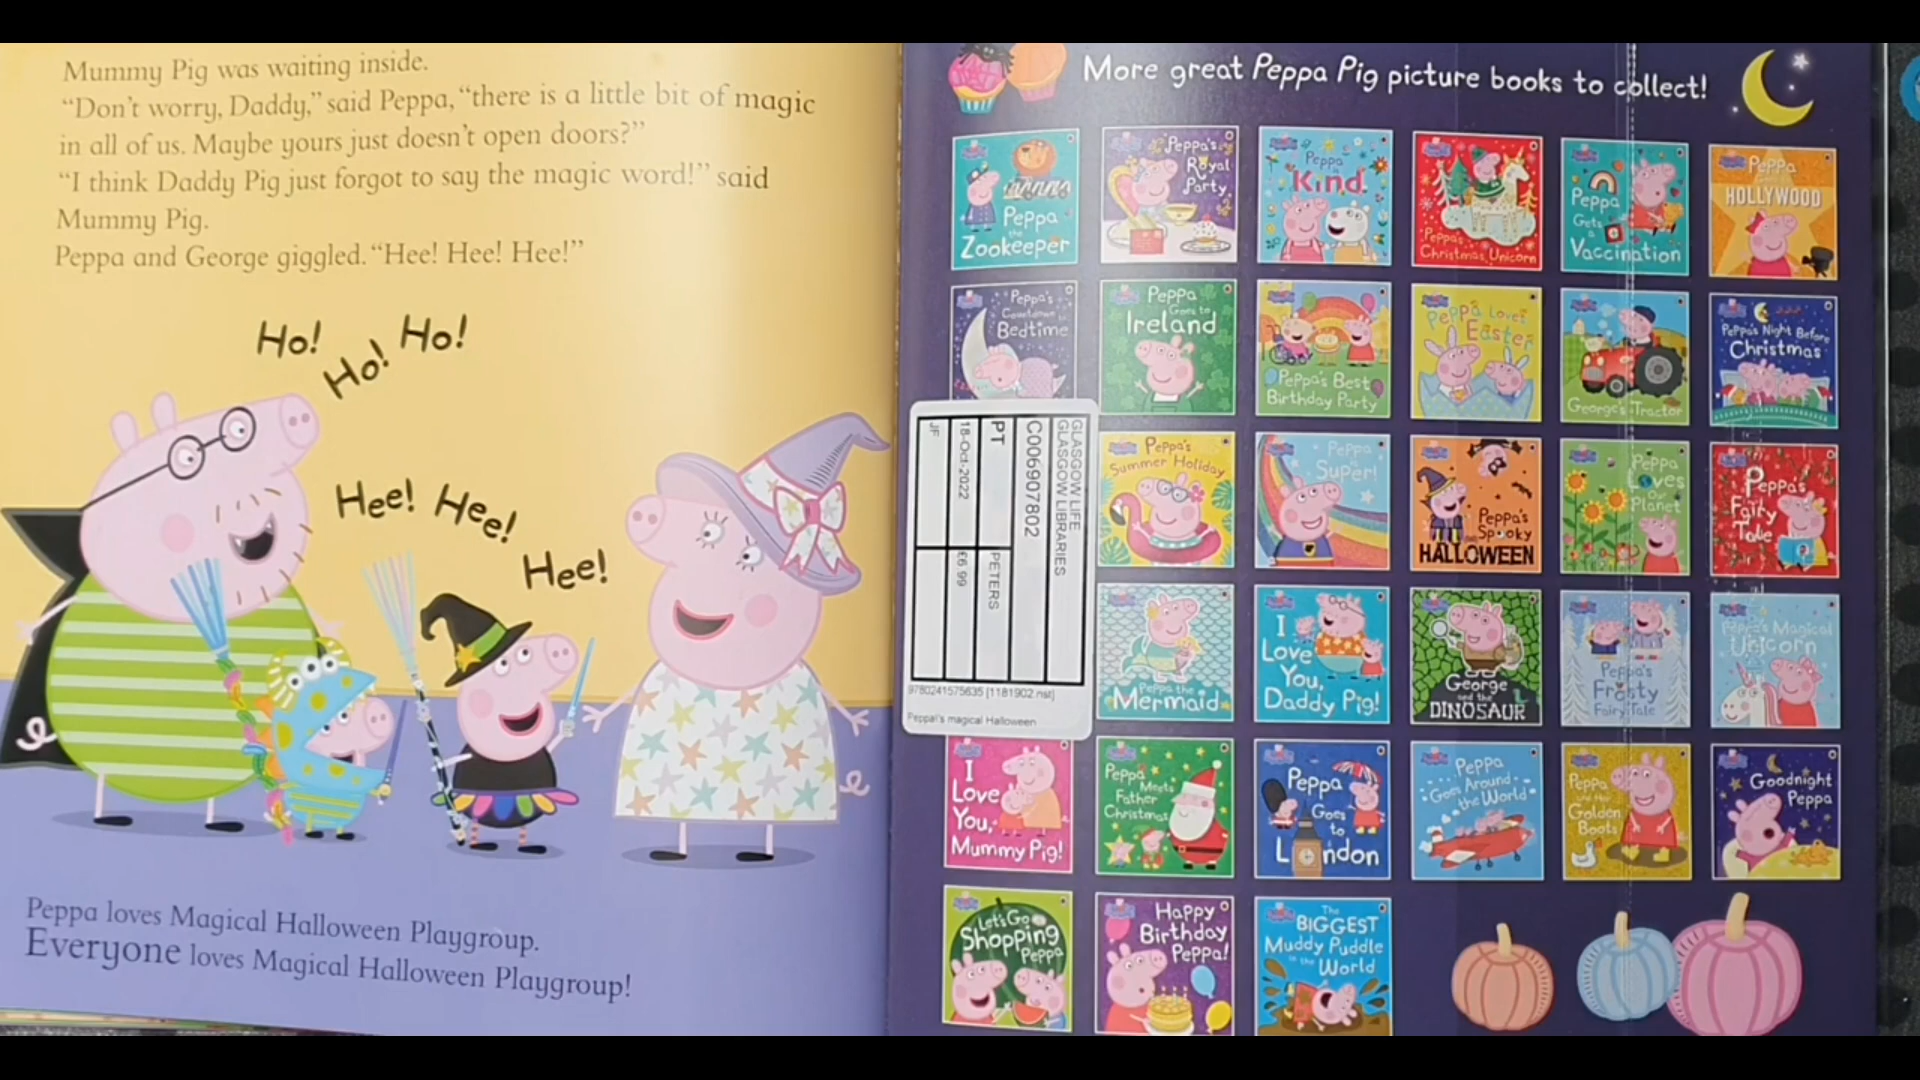 Mummy Pig was waiting inside.
“Don’t worry, Daddy,” said Peppa, “there is a little bit of magic
in all of us. Maybe yours just doesn’t open doors?”
“I think Daddy Pig just forgot to say the magic word!” said
Mummy Pig.
Peppa and George giggled. “Hee! Hee! Hee!”
Ho!
Ho!
Ho!
Hee! Hee!
Hee!
Peppa loves Magical Halloween Playgroup.
Everyone loves Magical Halloween Playgroup!
More great Peppa Pig picture books to collect!
Peppa
the
Zookeeper
Peppa's
Royal
Party
Peppa
is
Kind
Peppa's
Christmas Unicorn
Peppa
Gets
a
Vaccination
Peppa
HOLLYWOOD
Peppa's
Countdown
to
Bedtime
Peppa
Goes to
Ireland
Peppa's Best
Birthday Party
Peppa Loves
Easter
George's Tractor
Peppa's Night Before
Christmas
GLASGOW LIFE
GLASGOW LIBRARIES
C006907802
PT
PETERS
18-Oct-2022
£6.99
JF
9780241575635 [1181902.nst]
Peppa's magical Halloween
Peppa's
Summer Holiday
Peppa
Super!
Peppa's
Spooky
HALLOWEEN
Peppa
Loves
Our
Planet
Peppa's
Fairy
Tale
Peppa the
Mermaid
I
Love
You,
Daddy Pig!
George
and the
DINOSAUR
Peppa's
Frosty
Fairy Tale
Peppa's Magical
Unicorn
I
Love
You,
Mummy Pig!
Peppa
Meets
Father
Christmas
Peppa
Goes
to
London
Peppa
Goes Around
the World
Peppa
and Her
Golden
Boots
Goodnight
Peppa
Let's Go
Shopping
Peppa
Happy
Birthday
Peppa!
The
BIGGEST
Muddy Puddle
in the World